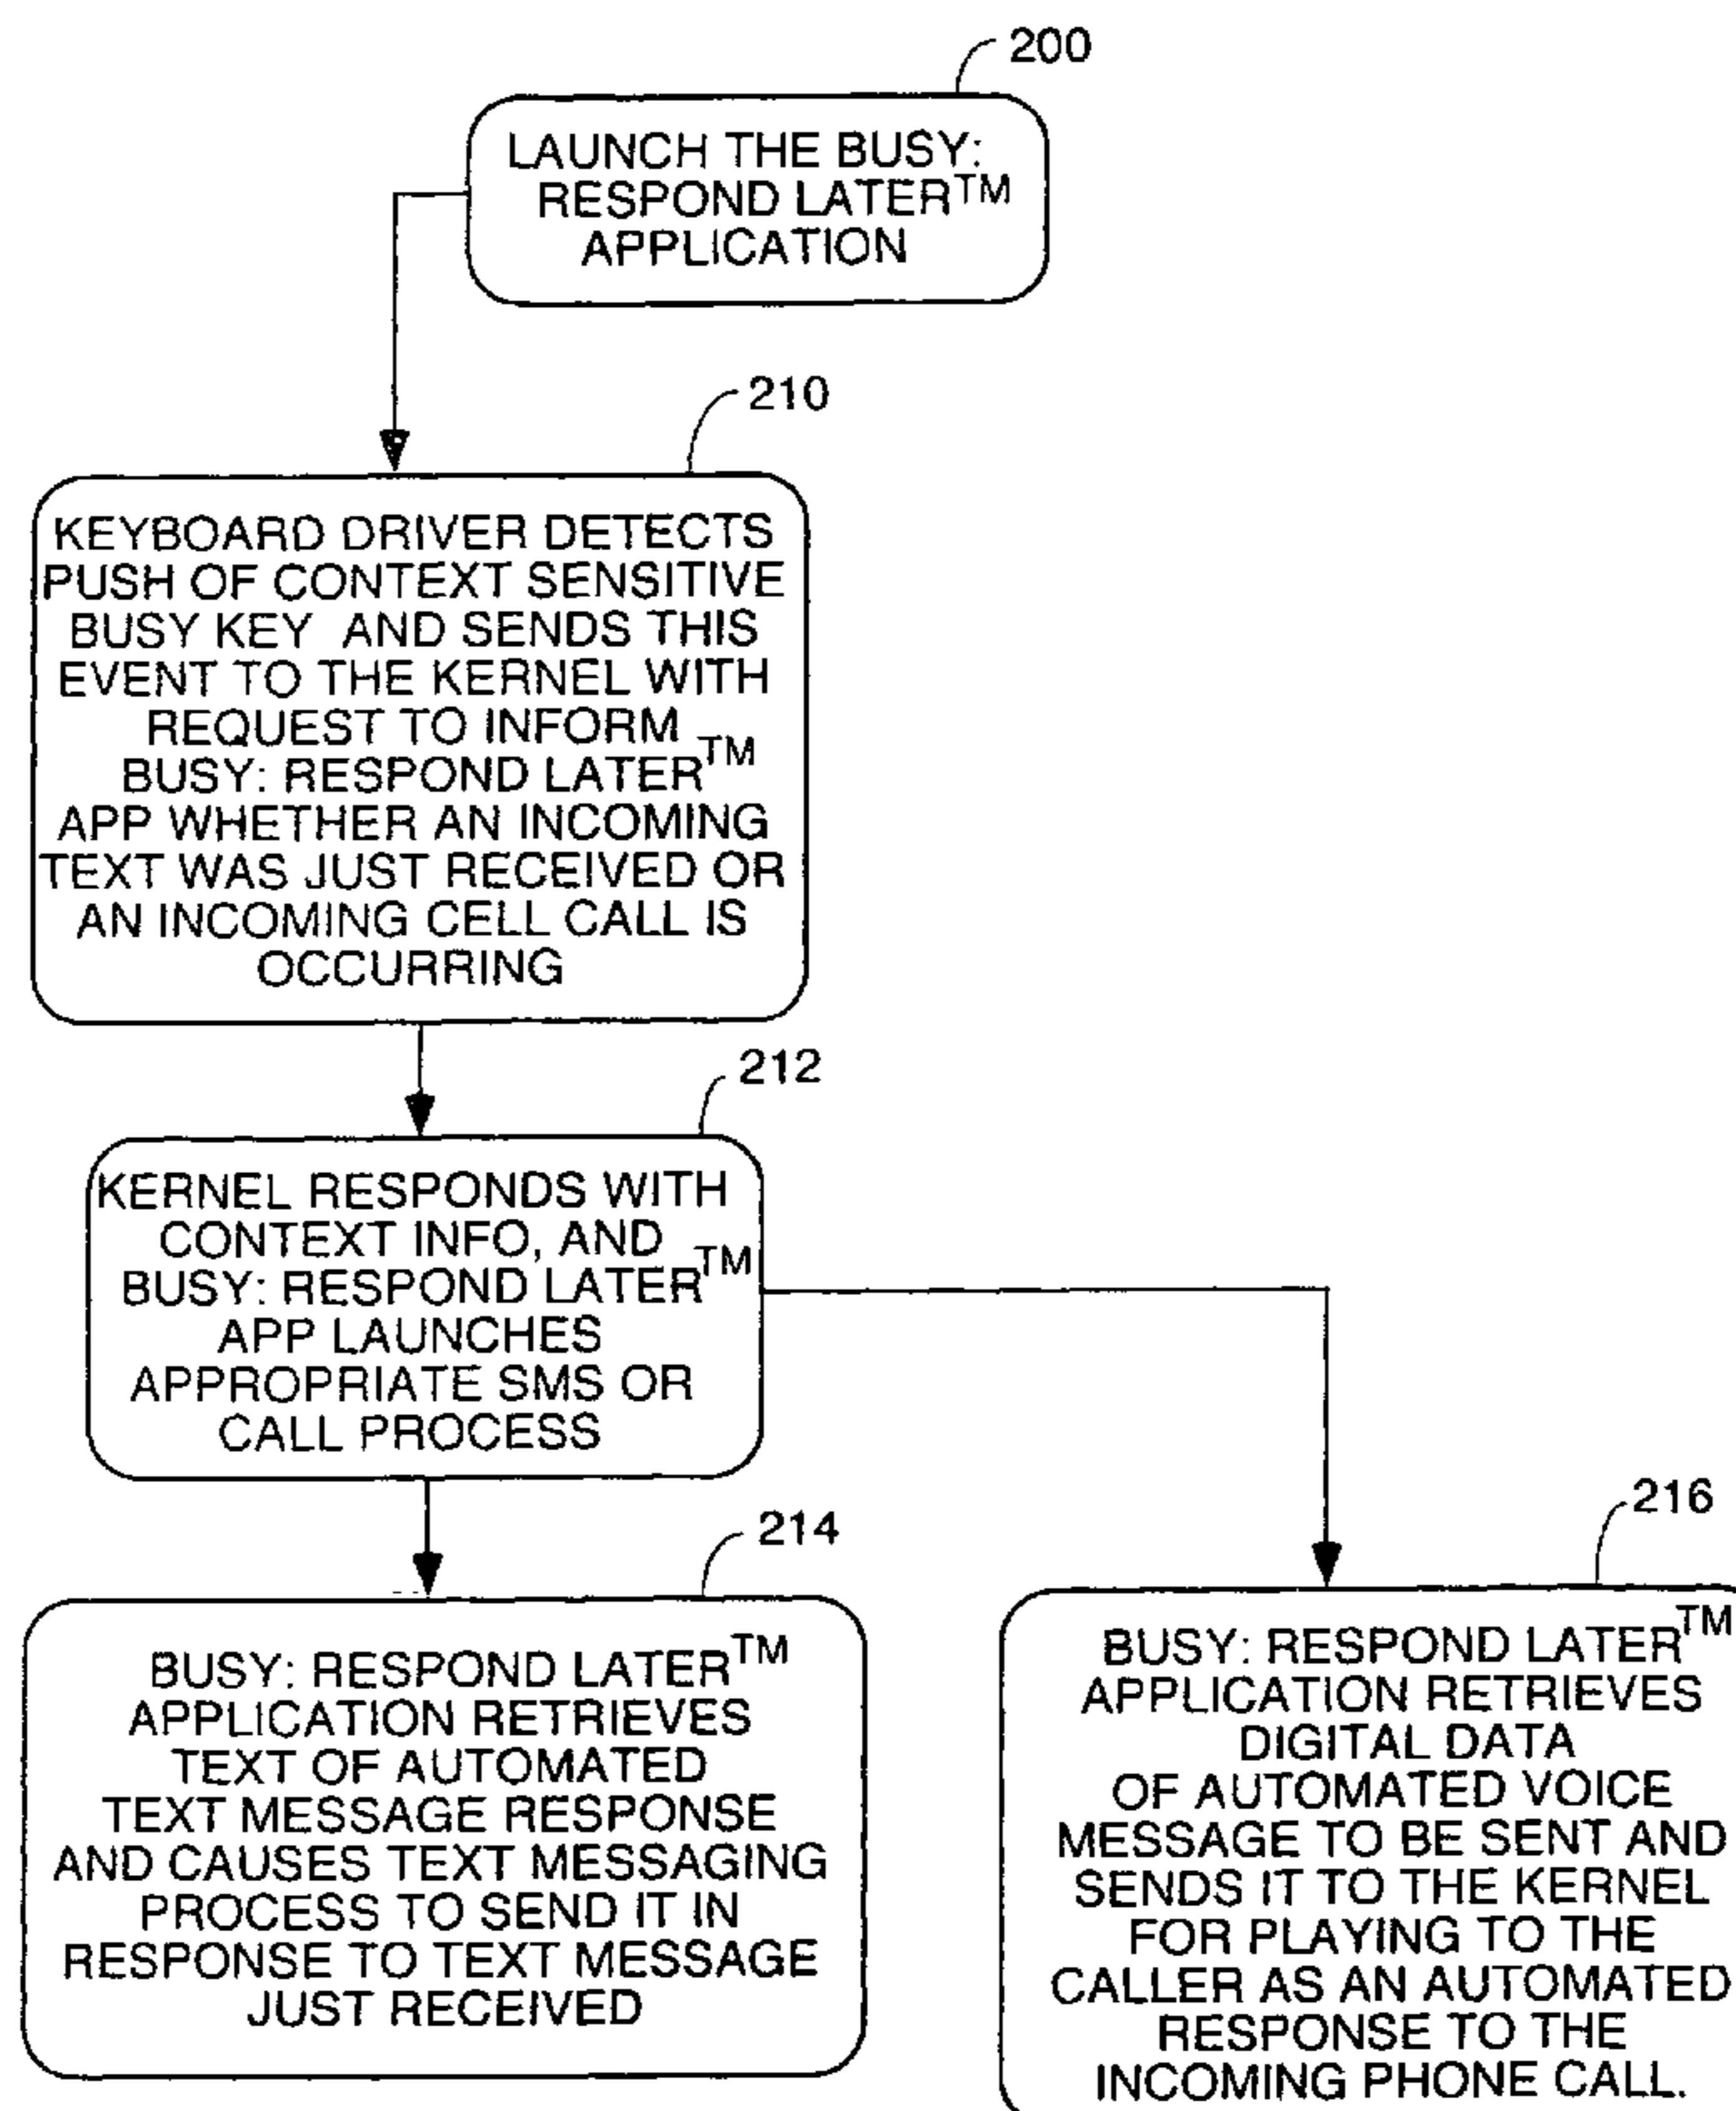 200
LAUNCH THE BUSY:
RESPOND LATER™
APPLICATION
210
KEYBOARD DRIVER DETECTS
PUSH OF CONTEXT SENSITIVE
BUSY KEY AND SENDS THIS
EVENT TO THE KERNEL WITH
REQUEST TO INFORM
BUSY: RESPOND LATER™
APP WHETHER AN INCOMING
TEXT WAS JUST RECEIVED OR
AN INCOMING CELL CALL IS
OCCURRING
212
KERNEL RESPONDS WITH
CONTEXT INFO, AND
BUSY: RESPOND LATER™
APP LAUNCHES
APPROPRIATE SMS OR
CALL PROCESS
214
BUSY: RESPOND LATER™
APPLICATION RETRIEVES
TEXT OF AUTOMATED
TEXT MESSAGE RESPONSE
AND CAUSES TEXT MESSAGING
PROCESS TO SEND IT IN
RESPONSE TO TEXT MESSAGE
JUST RECEIVED
216
BUSY: RESPOND LATER™
APPLICATION RETRIEVES
DIGITAL DATA
OF AUTOMATED VOICE
MESSAGE TO BE SENT AND
SENDS IT TO THE KERNEL
FOR PLAYING TO THE
CALLER AS AN AUTOMATED
RESPONSE TO THE
INCOMING PHONE CALL.